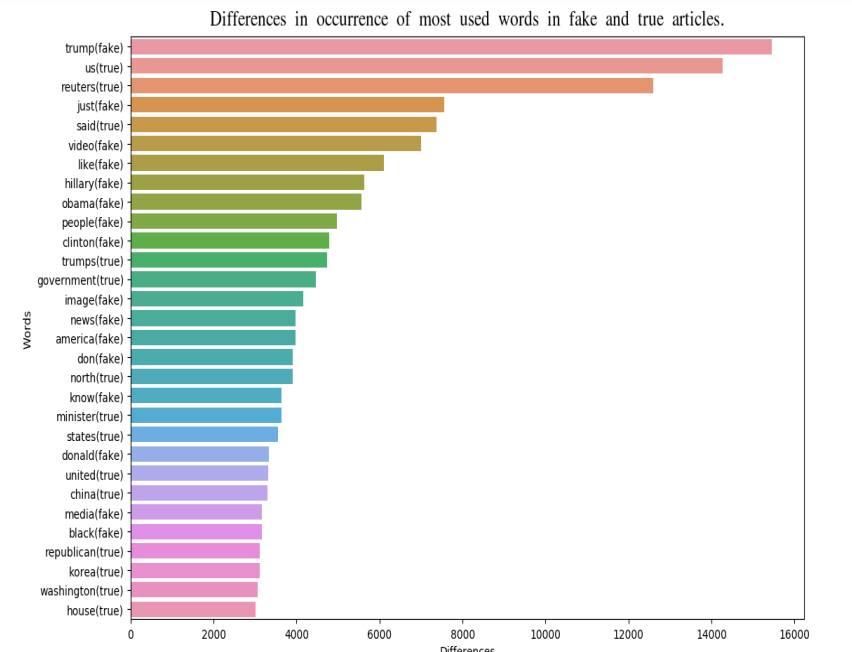 Differences in occurrence of most used words in fake and true articles.
trump(fake)
us(true)
reuters(true)
just(fake)
said(true)
video(fake)
like(fake)
hillary(fake)
obama(fake)
people(fake)
clinton(fake)
trumps(true)
government(true)
image(fake)
news(fake)
america(fake)
don(fake)
north(true)
know(fake)
minister(true)
states(true)
donald(fake)
united(true)
china(true)
media(fake)
black(fake)
republican(true)
korea(true)
washington(true)
house(true)
Words
0 2000 4000 6000 8000 10000 12000 14000 16000
Differences